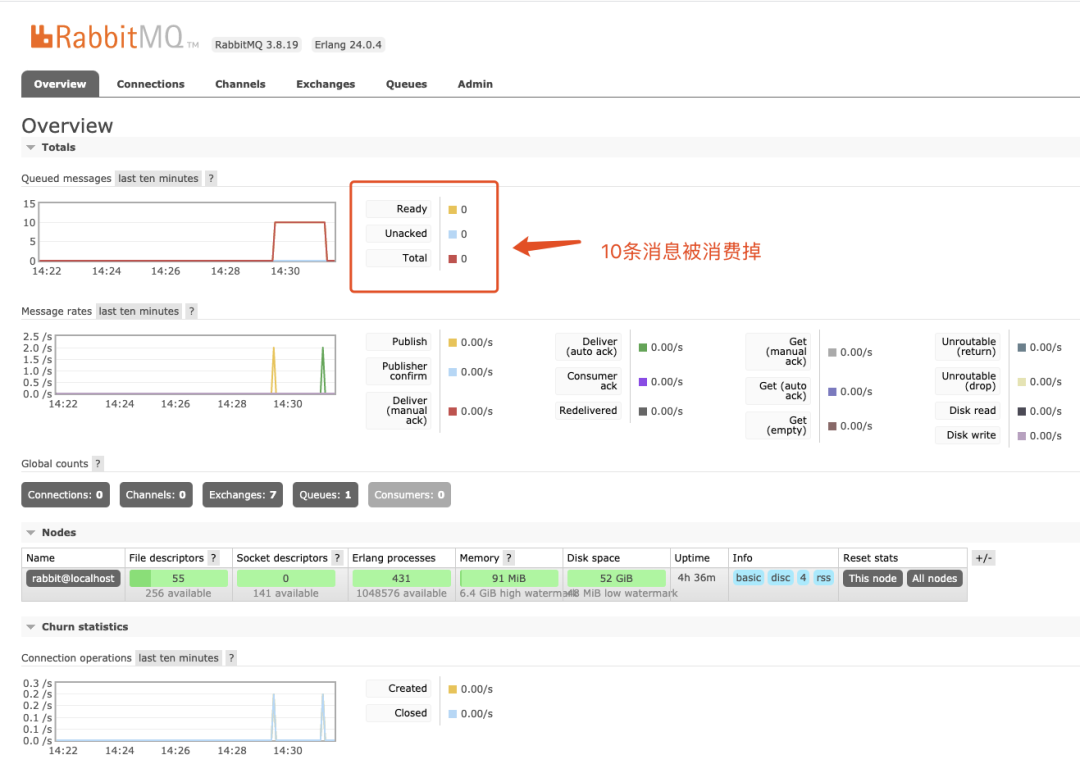 RabbitMQ TM RabbitMQ 3.8.19 Erlang 24.0.4
Overview Connections Channels Exchanges Queues Admin
Overview
Totals
Queued messages last ten minutes ?
15
10
5
0
14:22 14:24 14:26 14:28 14:30
Ready 0
Unacked 0
Total 0
10条消息被消费掉
Message rates last ten minutes ?
2.5 /s
2.0 /s
1.5 /s
1.0 /s
0.5 /s
0.0 /s
14:22 14:24 14:26 14:28 14:30
Publish 0.00/s
Publisher
confirm 0.00/s
Deliver
(manual
ack) 0.00/s
Deliver
(auto ack) 0.00/s
Consumer
ack 0.00/s
Redelivered 0.00/s
Get
(manual
ack) 0.00/s
Get (auto
ack) 0.00/s
Get
(empty) 0.00/s
Unroutable
(return) 0.00/s
Unroutable
(drop) 0.00/s
Disk read 0.00/s
Disk write 0.00/s
Global counts ?
Connections: 0 Channels: 0 Exchanges: 7 Queues: 1 Consumers: 0
Nodes
Name File descriptors ? Socket descriptors ? Erlang processes Memory ? Disk space Uptime Info Reset stats +/-
rabbit@localhost 55 0 431 91 MiB 52 GiB 4h 36m basic disc 4 rss This node All nodes
256 available 141 available 1048576 available 6.4 GiB high watermark 48 MiB low watermark
Churn statistics
Connection operations last ten minutes ?
0.3 /s
0.2 /s
0.2 /s
0.1 /s
0.1 /s
0.0 /s
14:22 14:24 14:26 14:28 14:30
Created 0.00/s
Closed 0.00/s